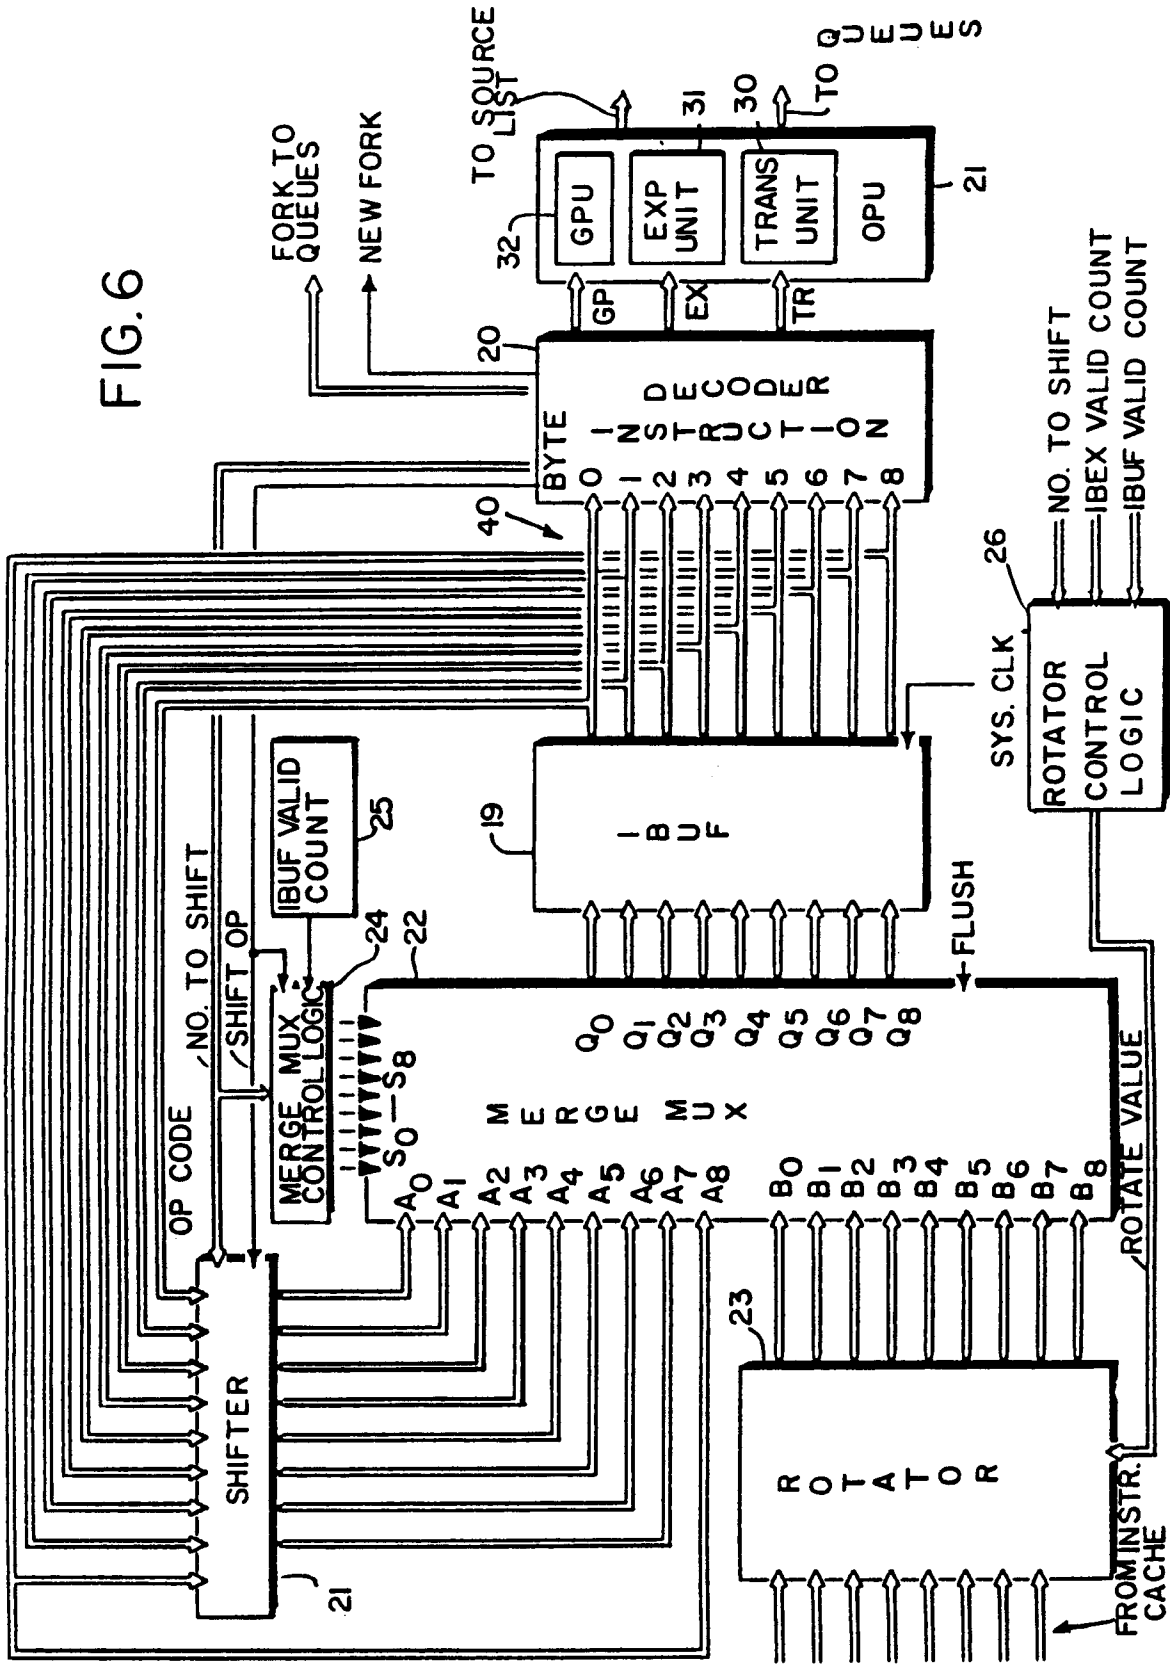 FIG. 6
FORK TO
QUEUES
NEW FORK
TO SOURCE
LIST
TO QUEUES
OP CODE
NO. TO SHIFT
SHIFT OP
SHIFTER
21
MERGE MUX
CONTROL LOGIC
24
IBUF VALID
COUNT
25
S0—S8
22
A0
A1
A2
A3
A4
A5
A6
A7
A8
MERGE
MUX
B0
B1
B2
B3
B4
B5
B6
B7
B8
Q0
Q1
Q2
Q3
Q4
Q5
Q6
Q7
Q8
FLUSH
19
IBUF
SYS. CLK
40
20
BYTE
0
1
2
3
4
5
6
7
8
INSTRUCTION
DECODER
GP
EX
TR
32
GPU
31
EXP
UNIT
30
TRANS
UNIT
OPU
21
23
ROTATOR
FROM INSTR.
CACHE
ROTATE VALUE
26
ROTATOR
CONTROL
LOGIC
NO. TO SHIFT
IBEX VALID COUNT
IBUF VALID COUNT